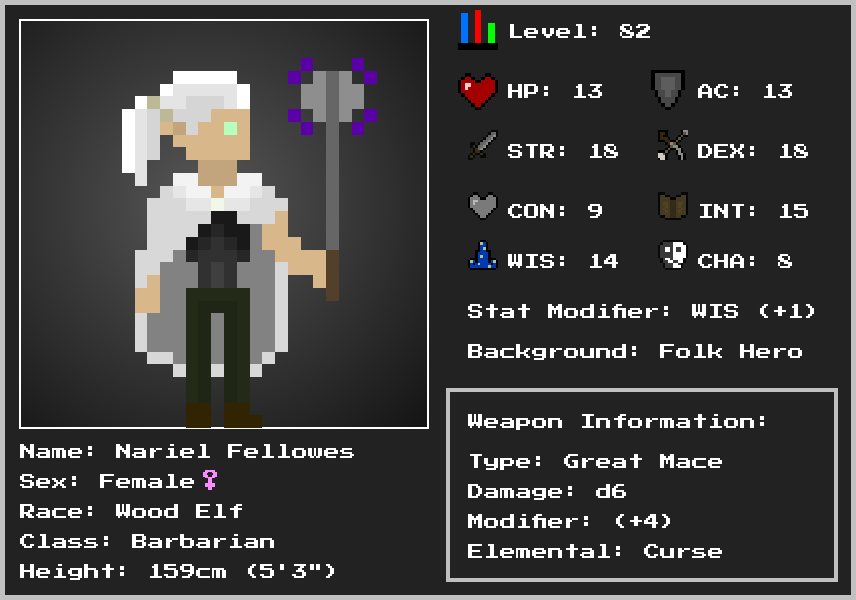 Level: 82
HP: 13
AC: 13
STR: 18
DEX: 18
CON: 9
INT: 15
WIS: 14
CHA: 8
Stat Modifier: WIS (+1)
Background: Folk Hero
Weapon Information:
Type: Great Mace
Damage: d6
Modifier: (+4)
Elemental: Curse
Name: Nariel Fellowes
Sex: Female♀
Race: Wood Elf
Class: Barbarian
Height: 159cm (5'3")